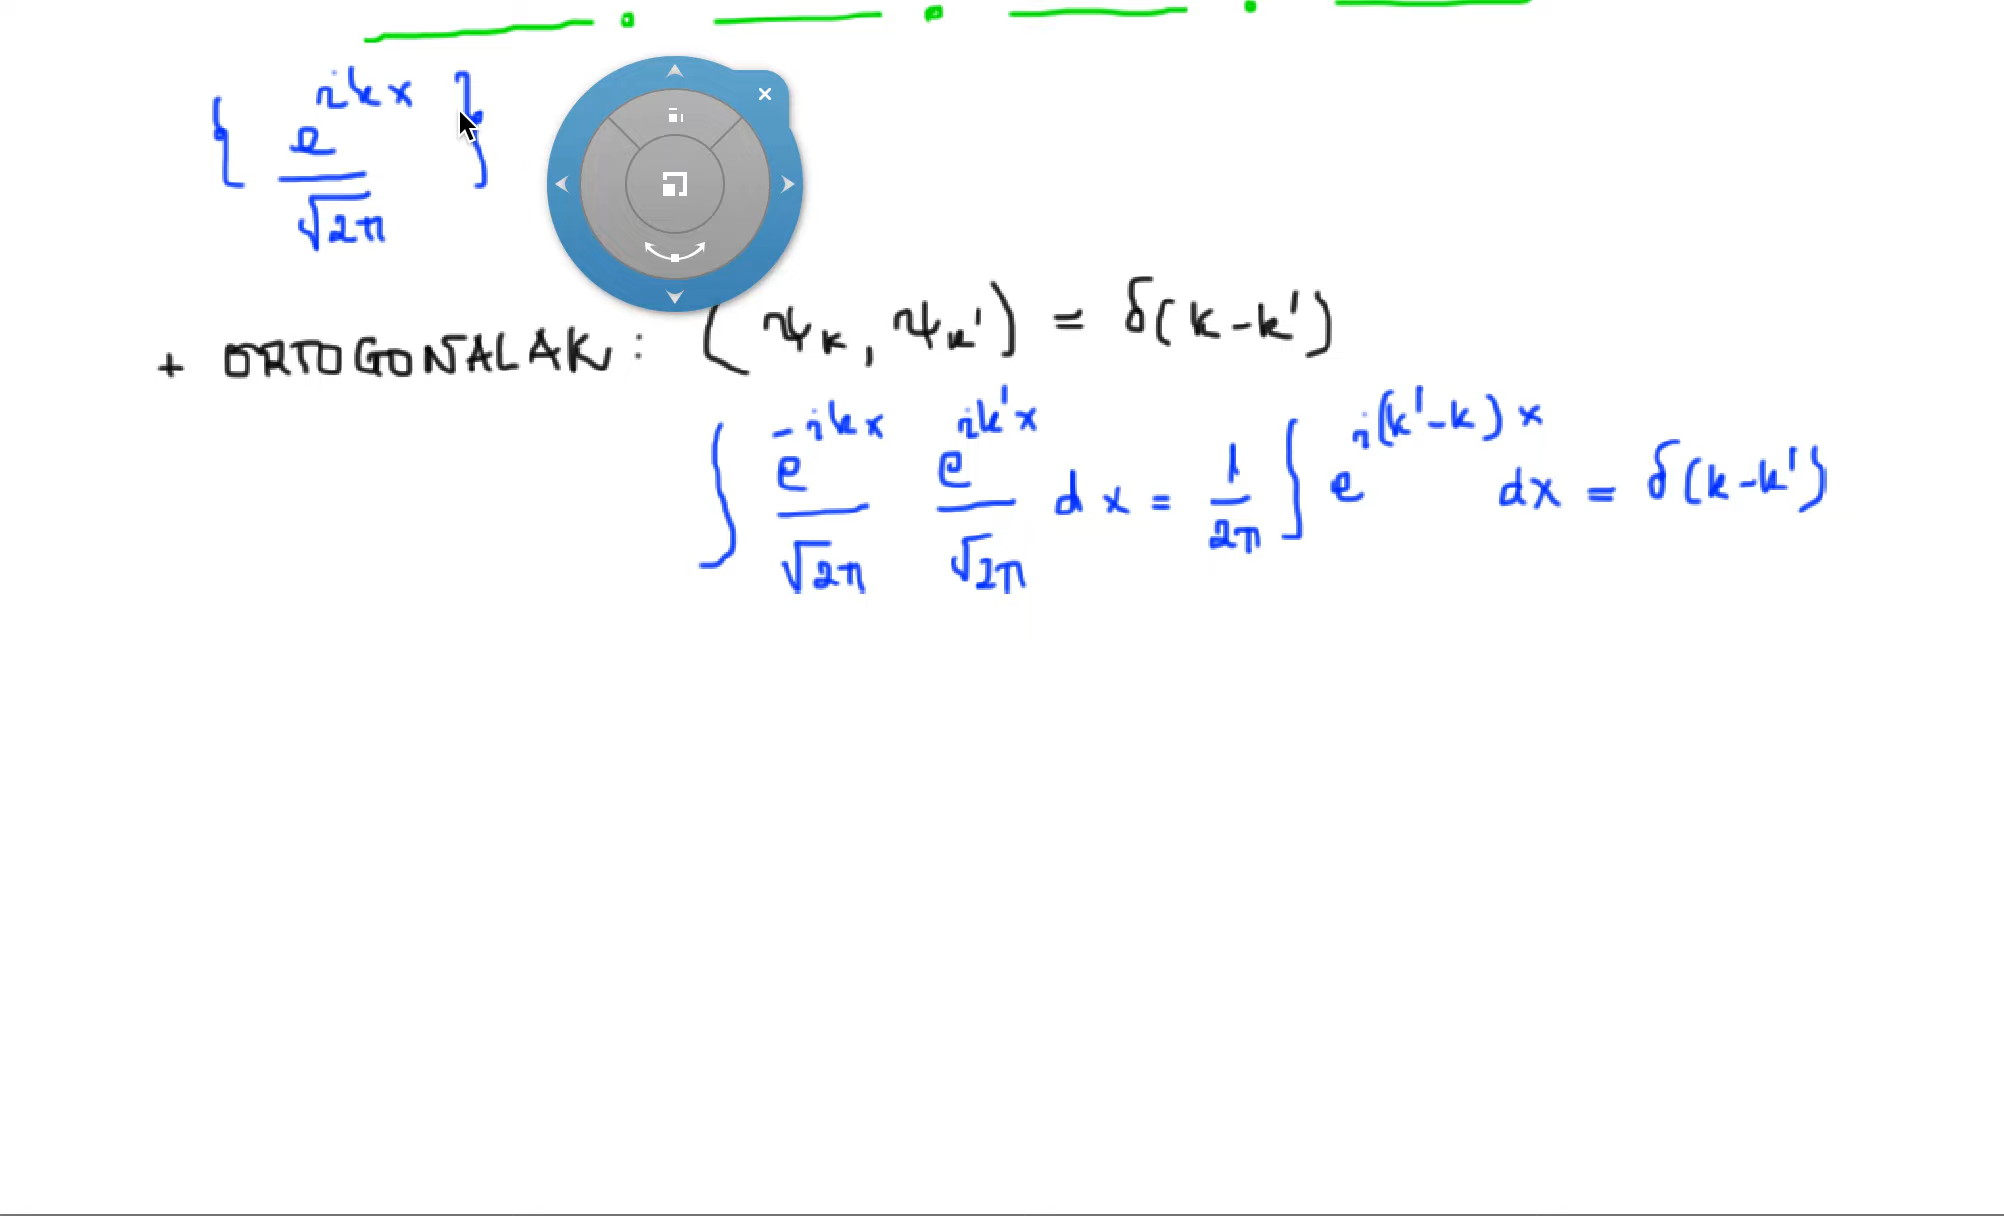 { e^{ikx} / √2π }
+ ORTOGONALAK: (ψ_k, ψ_k') = δ(k-k')
∫ e^{-ikx} / √2π e^{ik'x} / √2π dx = 1/2π ∫ e^{i(k'-k)x} dx = δ(k-k')